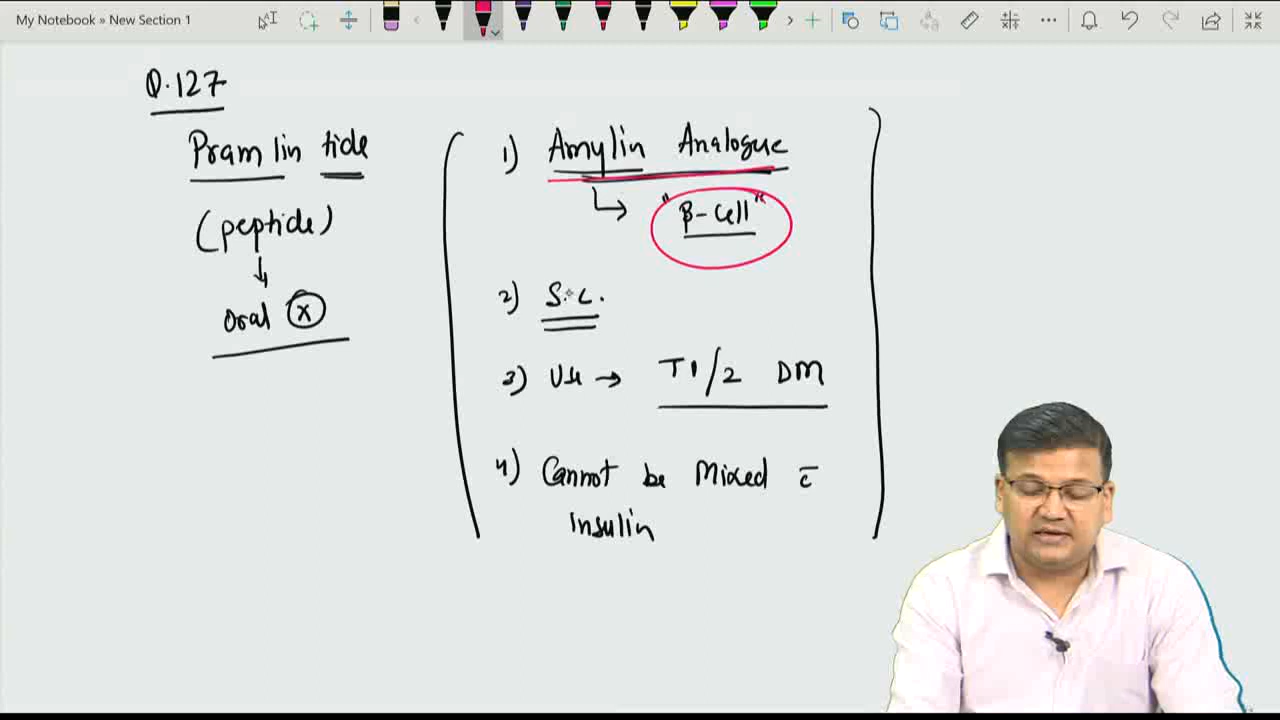 My Notebook » New Section 1
Q.127
Pramlintide
(peptide)
↓
oral ⓧ
1) Amylin Analogue
↳ "β-Cell"
2) S.C.
3) Use → T1/2 DM
4) Cannot be Mixed c̄
insulin